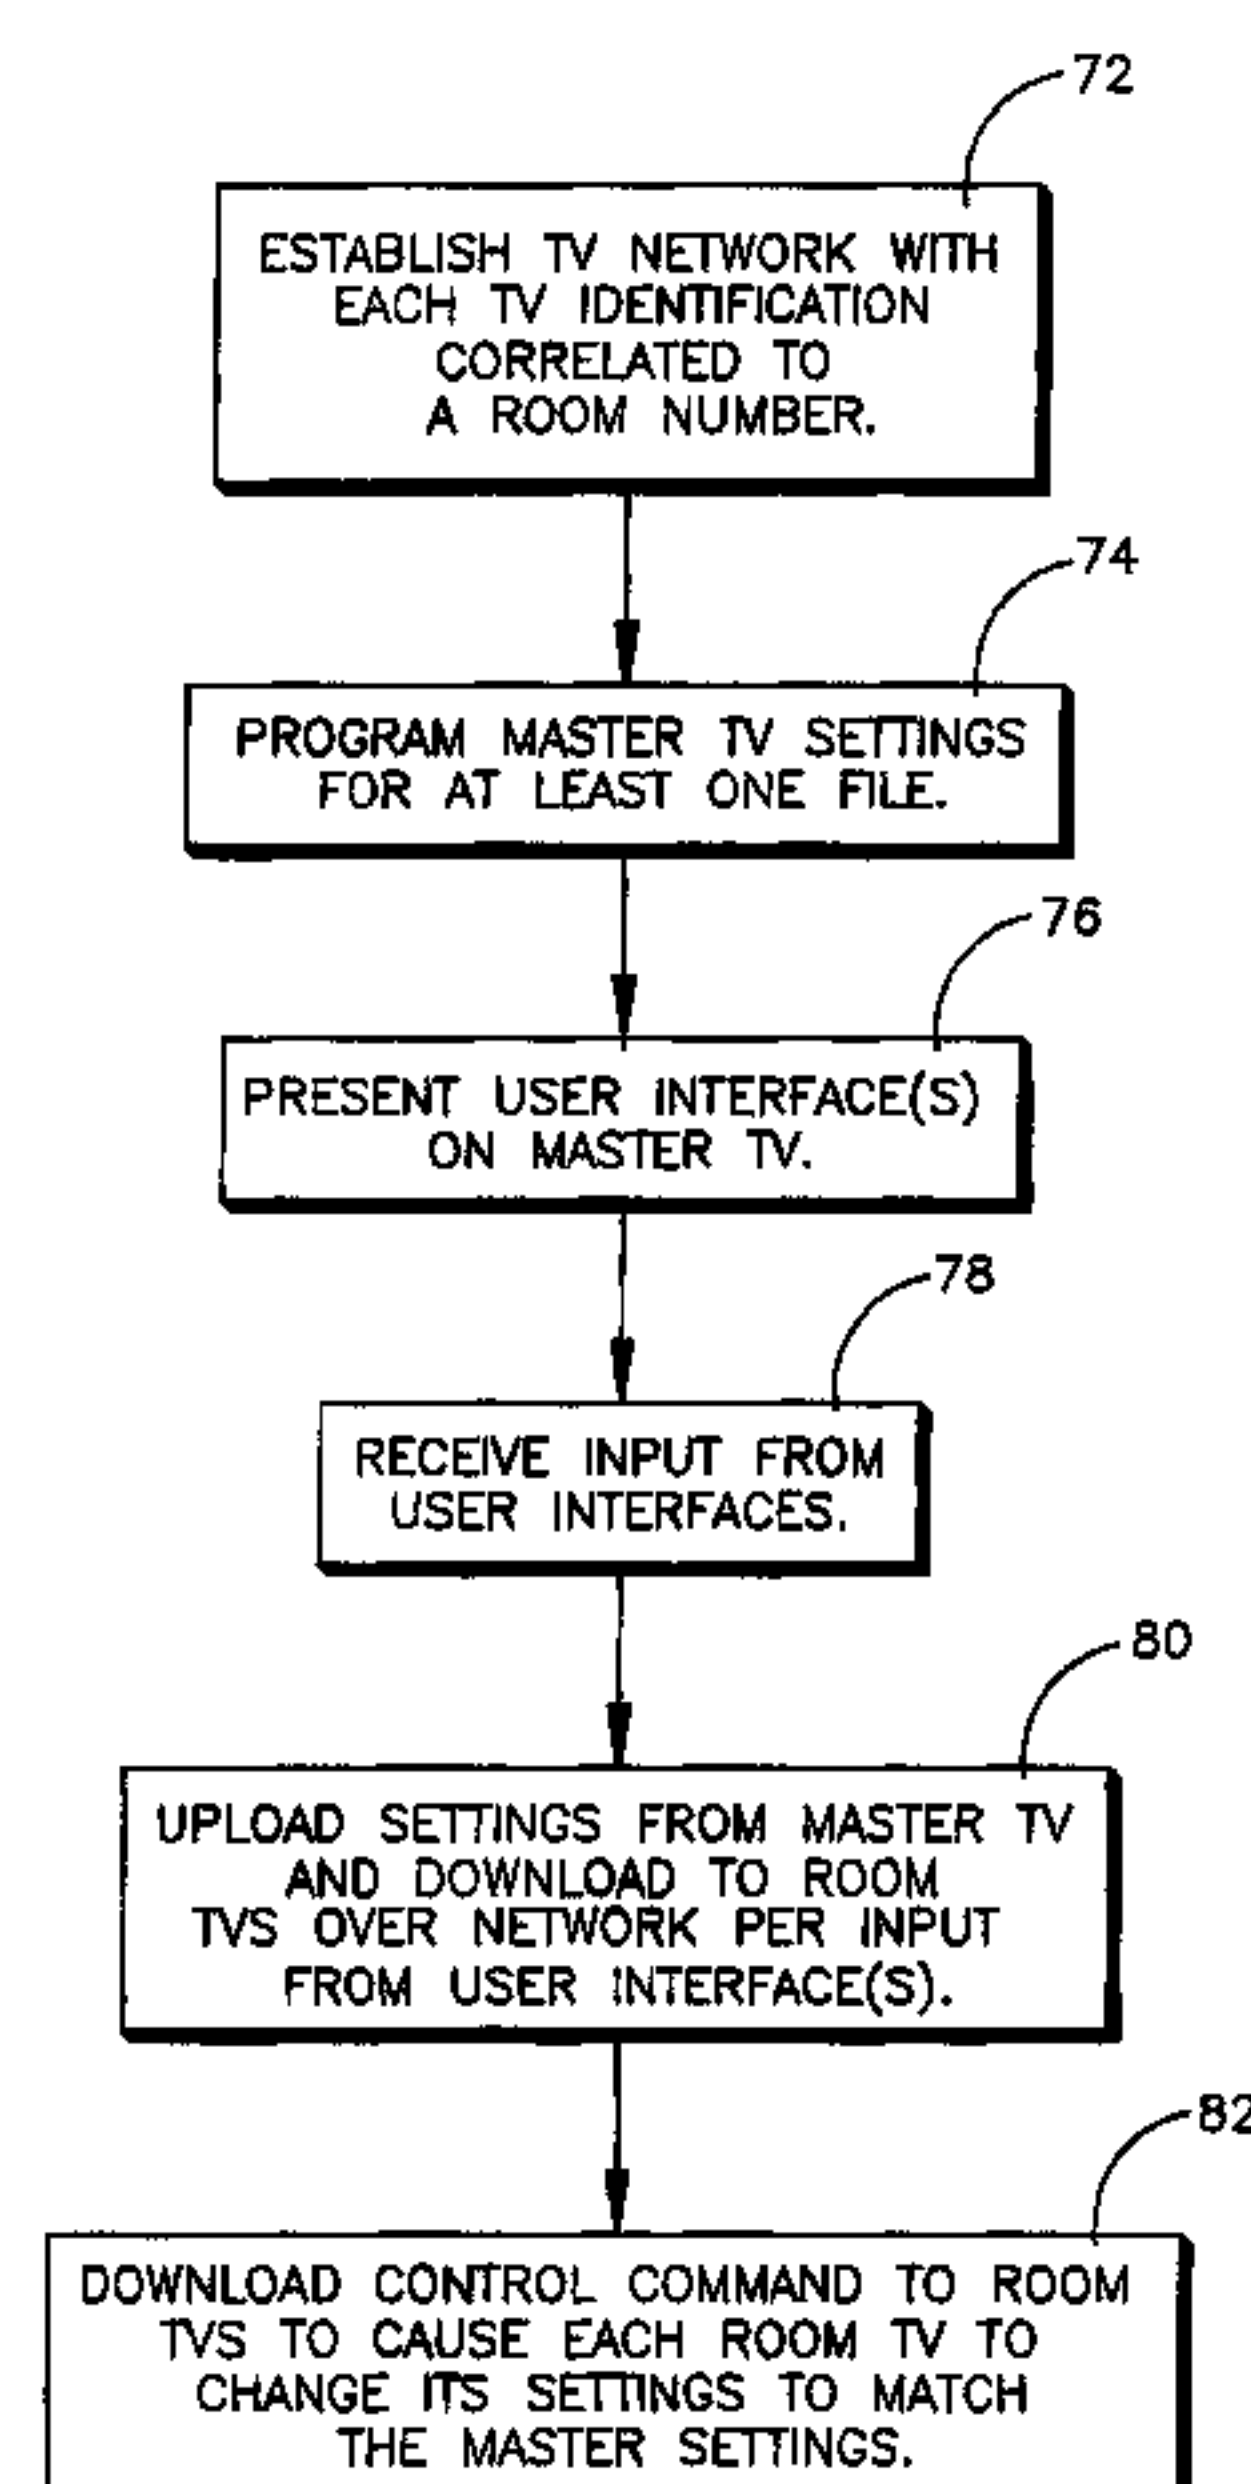 72
ESTABLISH TV NETWORK WITH
EACH TV IDENTIFICATION
CORRELATED TO
A ROOM NUMBER.
74
PROGRAM MASTER TV SETTINGS
FOR AT LEAST ONE FILE.
76
PRESENT USER INTERFACE(S)
ON MASTER TV.
78
RECEIVE INPUT FROM
USER INTERFACES.
80
UPLOAD SETTINGS FROM MASTER TV
AND DOWNLOAD TO ROOM
TVS OVER NETWORK PER INPUT
FROM USER INTERFACE(S).
82
DOWNLOAD CONTROL COMMAND TO ROOM
TVS TO CAUSE EACH ROOM TV TO
CHANGE ITS SETTINGS TO MATCH
THE MASTER SETTINGS.